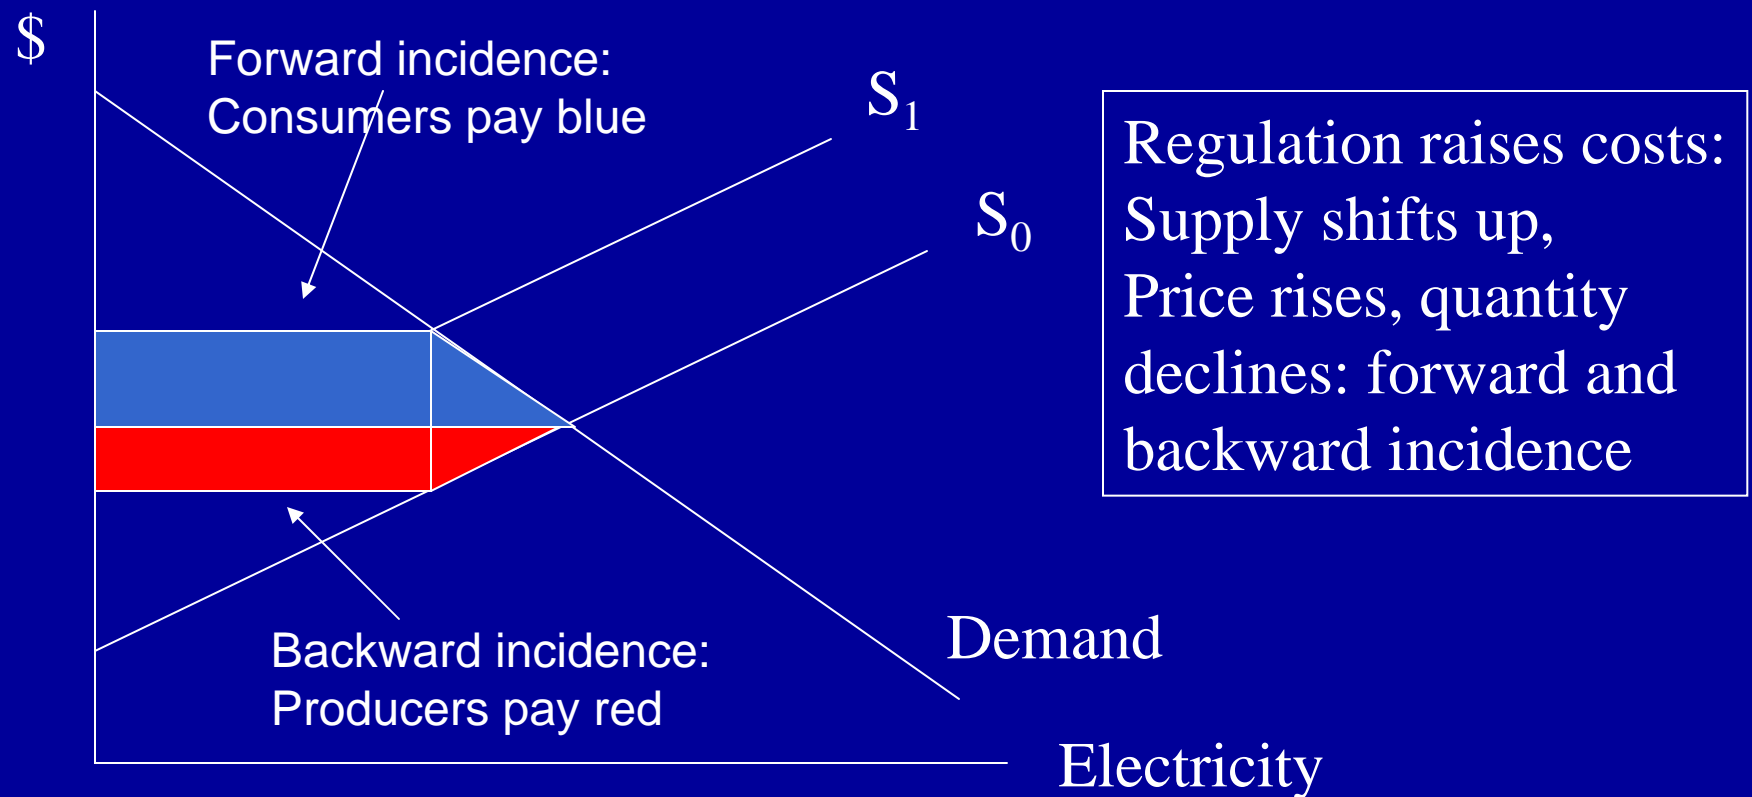 $
Forward incidence:
Consumers pay blue
S₁
S₀
Regulation raises costs:
Supply shifts up,
Price rises, quantity
declines: forward and
backward incidence
Backward incidence:
Producers pay red
Demand
Electricity